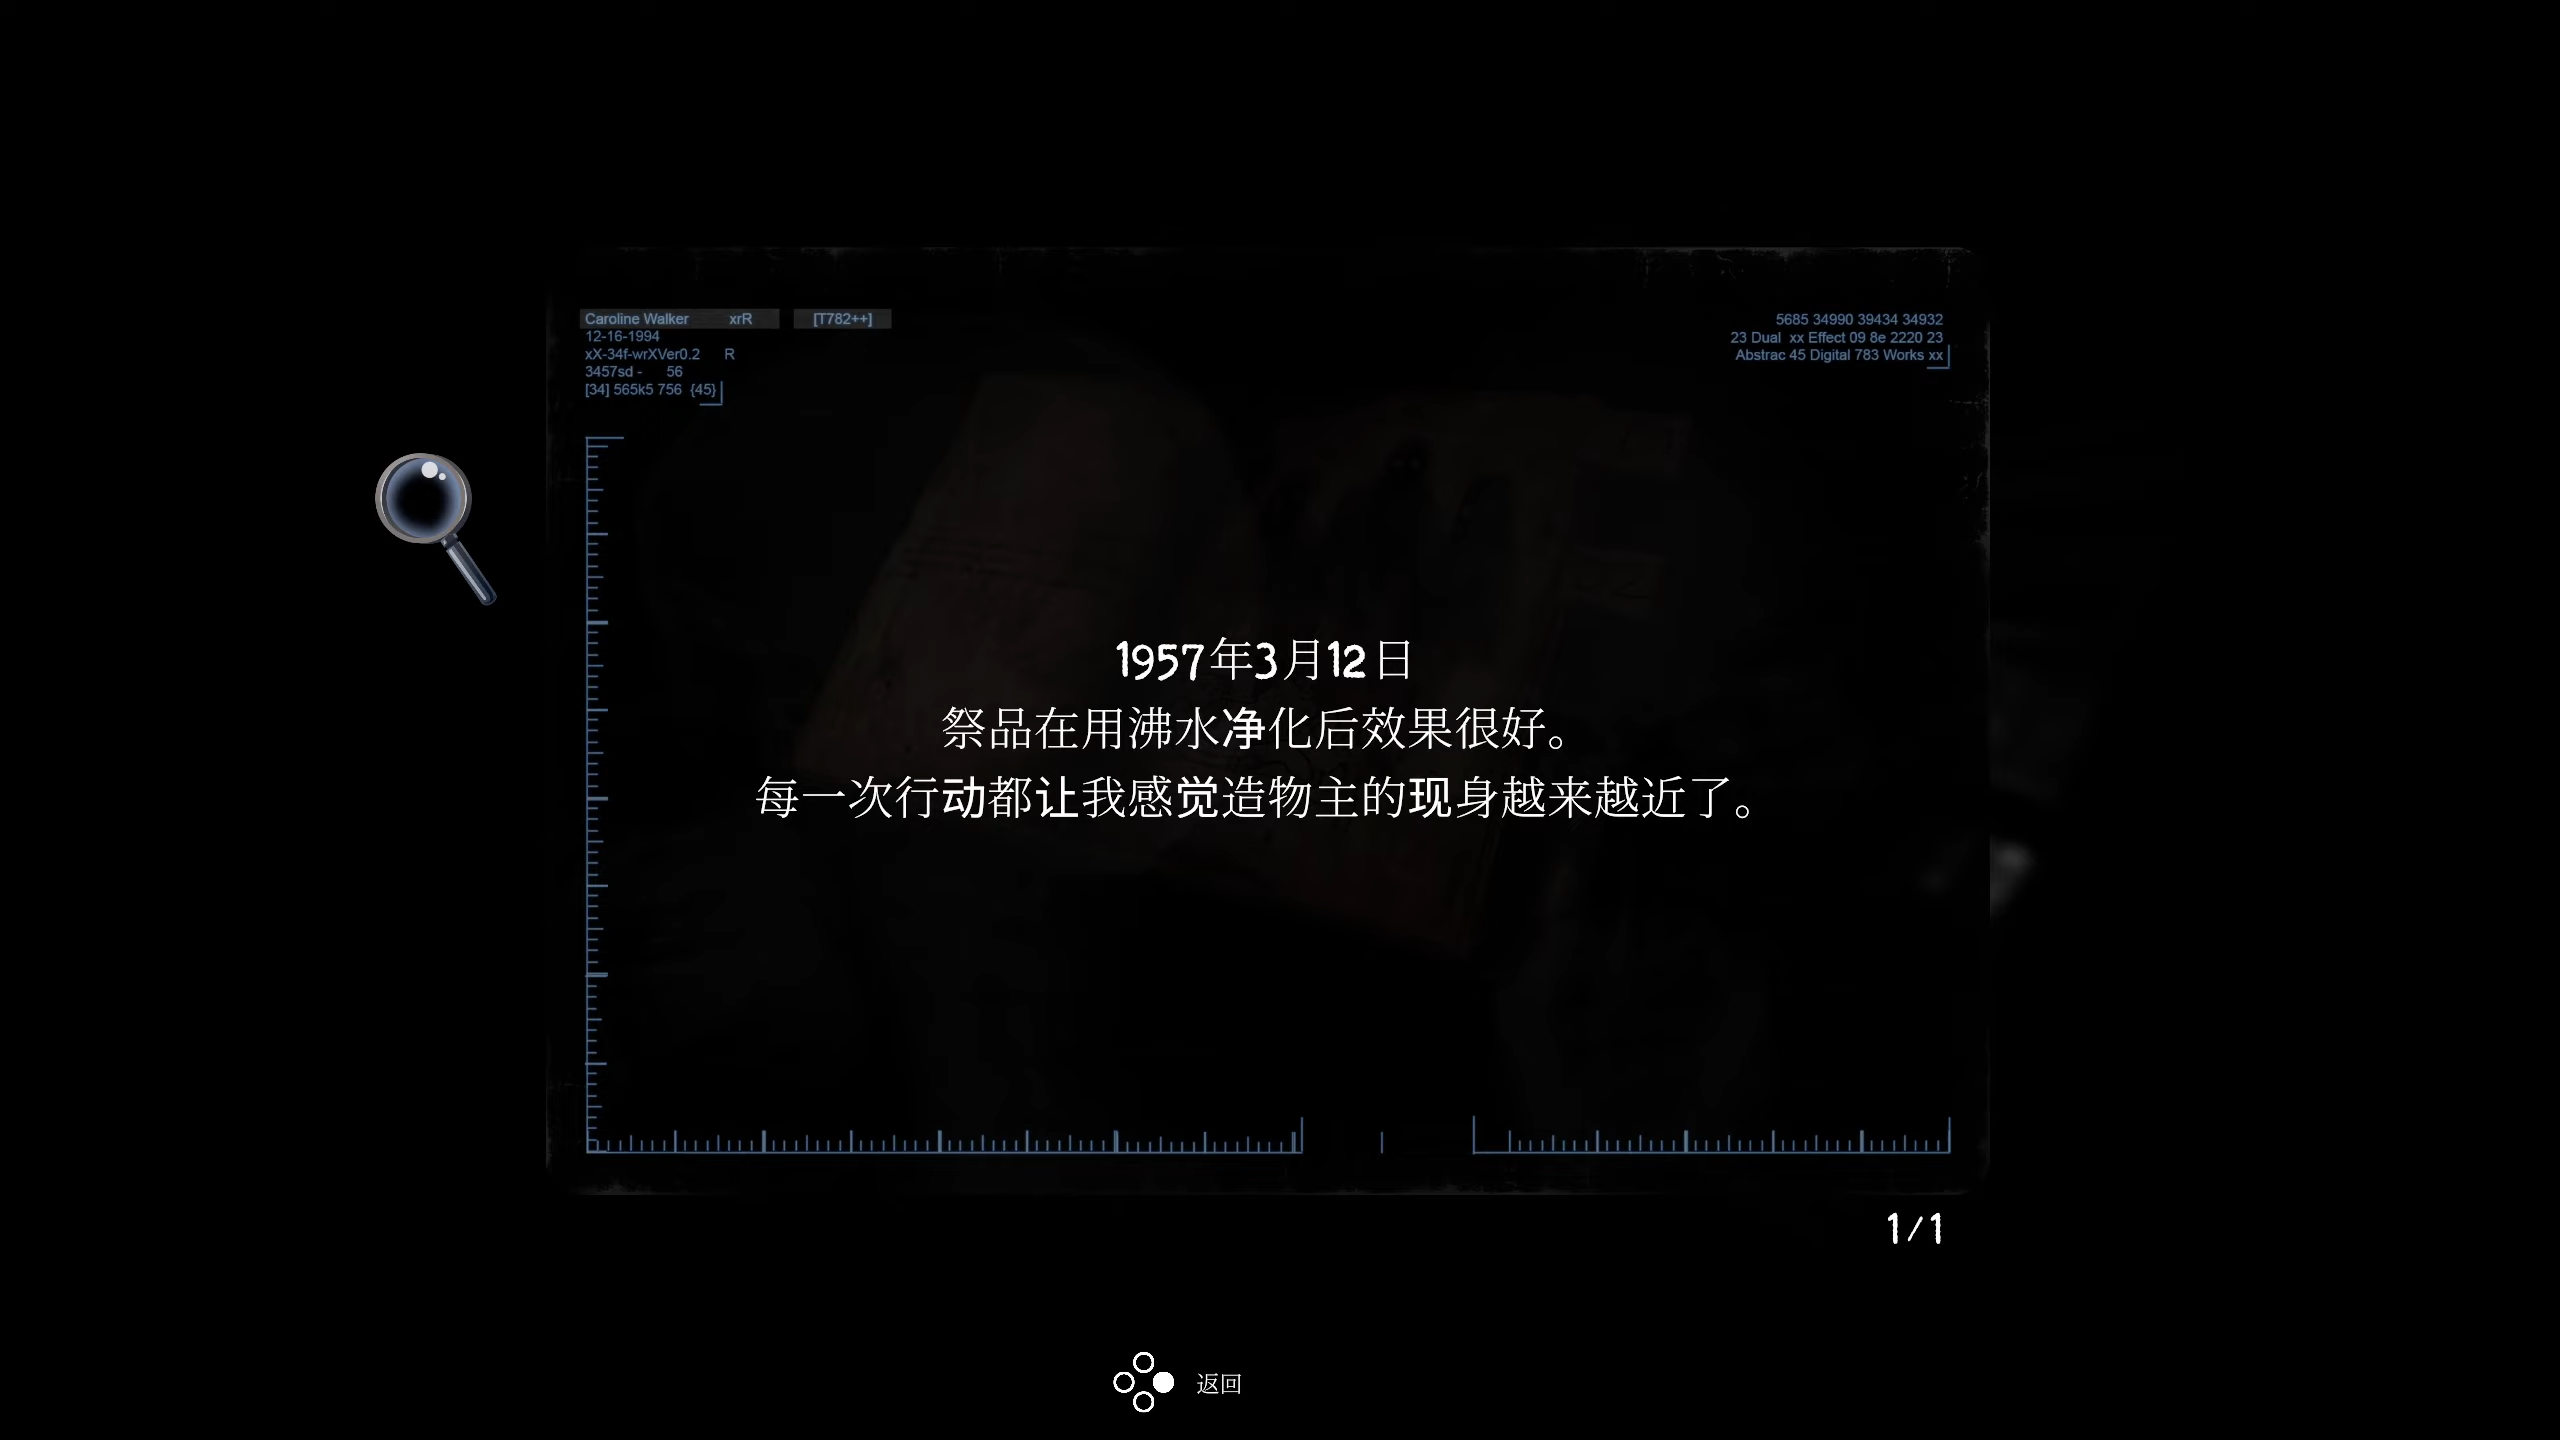 Caroline Walker xrR [T782++]
12-16-1994
xX-34f-wrXVer0.2 R
3457sd - 56
[34] 565k5 756 {45}
5685 34990 39434 34932
23 Dual xx Effect 09 8e 2220 23
Abstrac 45 Digital 783 Works xx
1957年3月12日
祭品在用沸水净化后效果很好。
每一次行动都让我感觉造物主的现身越来越近了。
1/1
返回